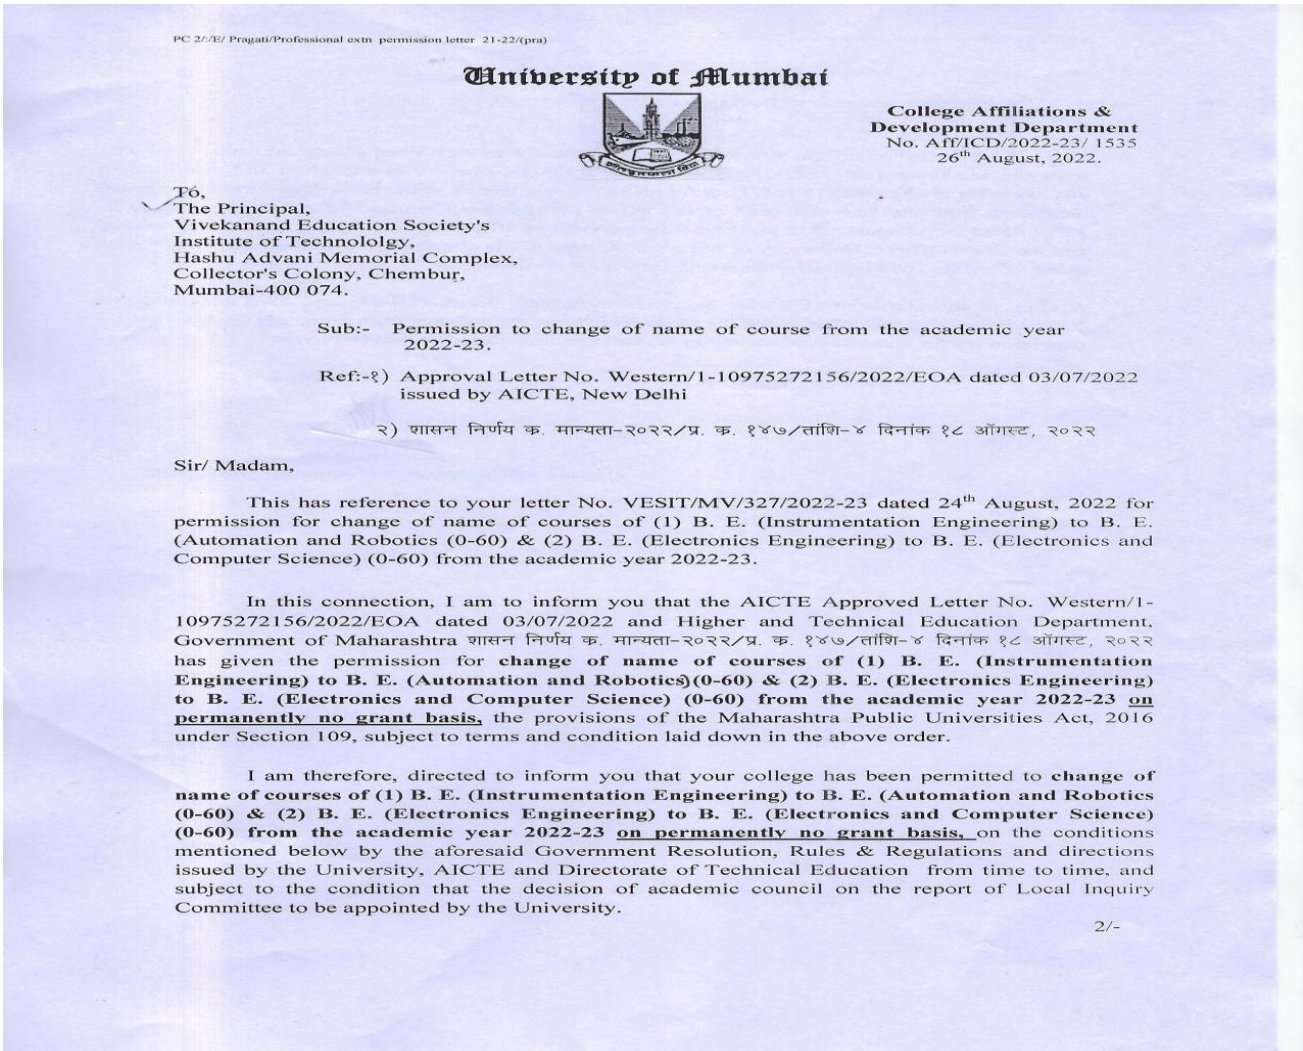 PC 2/:/E/ Pragati/Professional extn permission letter 21-22/(pra)
University of Mumbai
College Affiliations &
Development Department
No. Aff/ICD/2022-23/ 1535
26th August, 2022.
To,
The Principal,
Vivekanand Education Society's
Institute of Technololgy,
Hashu Advani Memorial Complex,
Collector's Colony, Chembur,
Mumbai-400 074.
Sub:- Permission to change of name of course from the academic year
2022-23.
Ref:-१) Approval Letter No. Western/1-10975272156/2022/EOA dated 03/07/2022
issued by AICTE, New Delhi
२) शासन निर्णय क्र. मान्यता-२०२२/प्र. क्र. १४७/तांशि-४ दिनांक १८ ऑगस्ट, २०२२
Sir/ Madam,
This has reference to your letter No. VESIT/MV/327/2022-23 dated 24th August, 2022 for
permission for change of name of courses of (1) B. E. (Instrumentation Engineering) to B. E.
(Automation and Robotics (0-60) & (2) B. E. (Electronics Engineering) to B. E. (Electronics and
Computer Science) (0-60) from the academic year 2022-23.
In this connection, I am to inform you that the AICTE Approved Letter No. Western/1-
10975272156/2022/EOA dated 03/07/2022 and Higher and Technical Education Department,
Government of Maharashtra शासन निर्णय क्र. मान्यता-२०२२/प्र. क्र. १४७/तांशि-४ दिनांक १८ ऑगस्ट, २०२२
has given the permission for change of name of courses of (1) B. E. (Instrumentation
Engineering) to B. E. (Automation and Robotics)(0-60) & (2) B. E. (Electronics Engineering)
to B. E. (Electronics and Computer Science) (0-60) from the academic year 2022-23 on
permanently no grant basis, the provisions of the Maharashtra Public Universities Act, 2016
under Section 109, subject to terms and condition laid down in the above order.
I am therefore, directed to inform you that your college has been permitted to change of
name of courses of (1) B. E. (Instrumentation Engineering) to B. E. (Automation and Robotics
(0-60) & (2) B. E. (Electronics Engineering) to B. E. (Electronics and Computer Science)
(0-60) from the academic year 2022-23 on permanently no grant basis, on the conditions
mentioned below by the aforesaid Government Resolution, Rules & Regulations and directions
issued by the University, AICTE and Directorate of Technical Education from time to time, and
subject to the condition that the decision of academic council on the report of Local Inquiry
Committee to be appointed by the University.
2/-